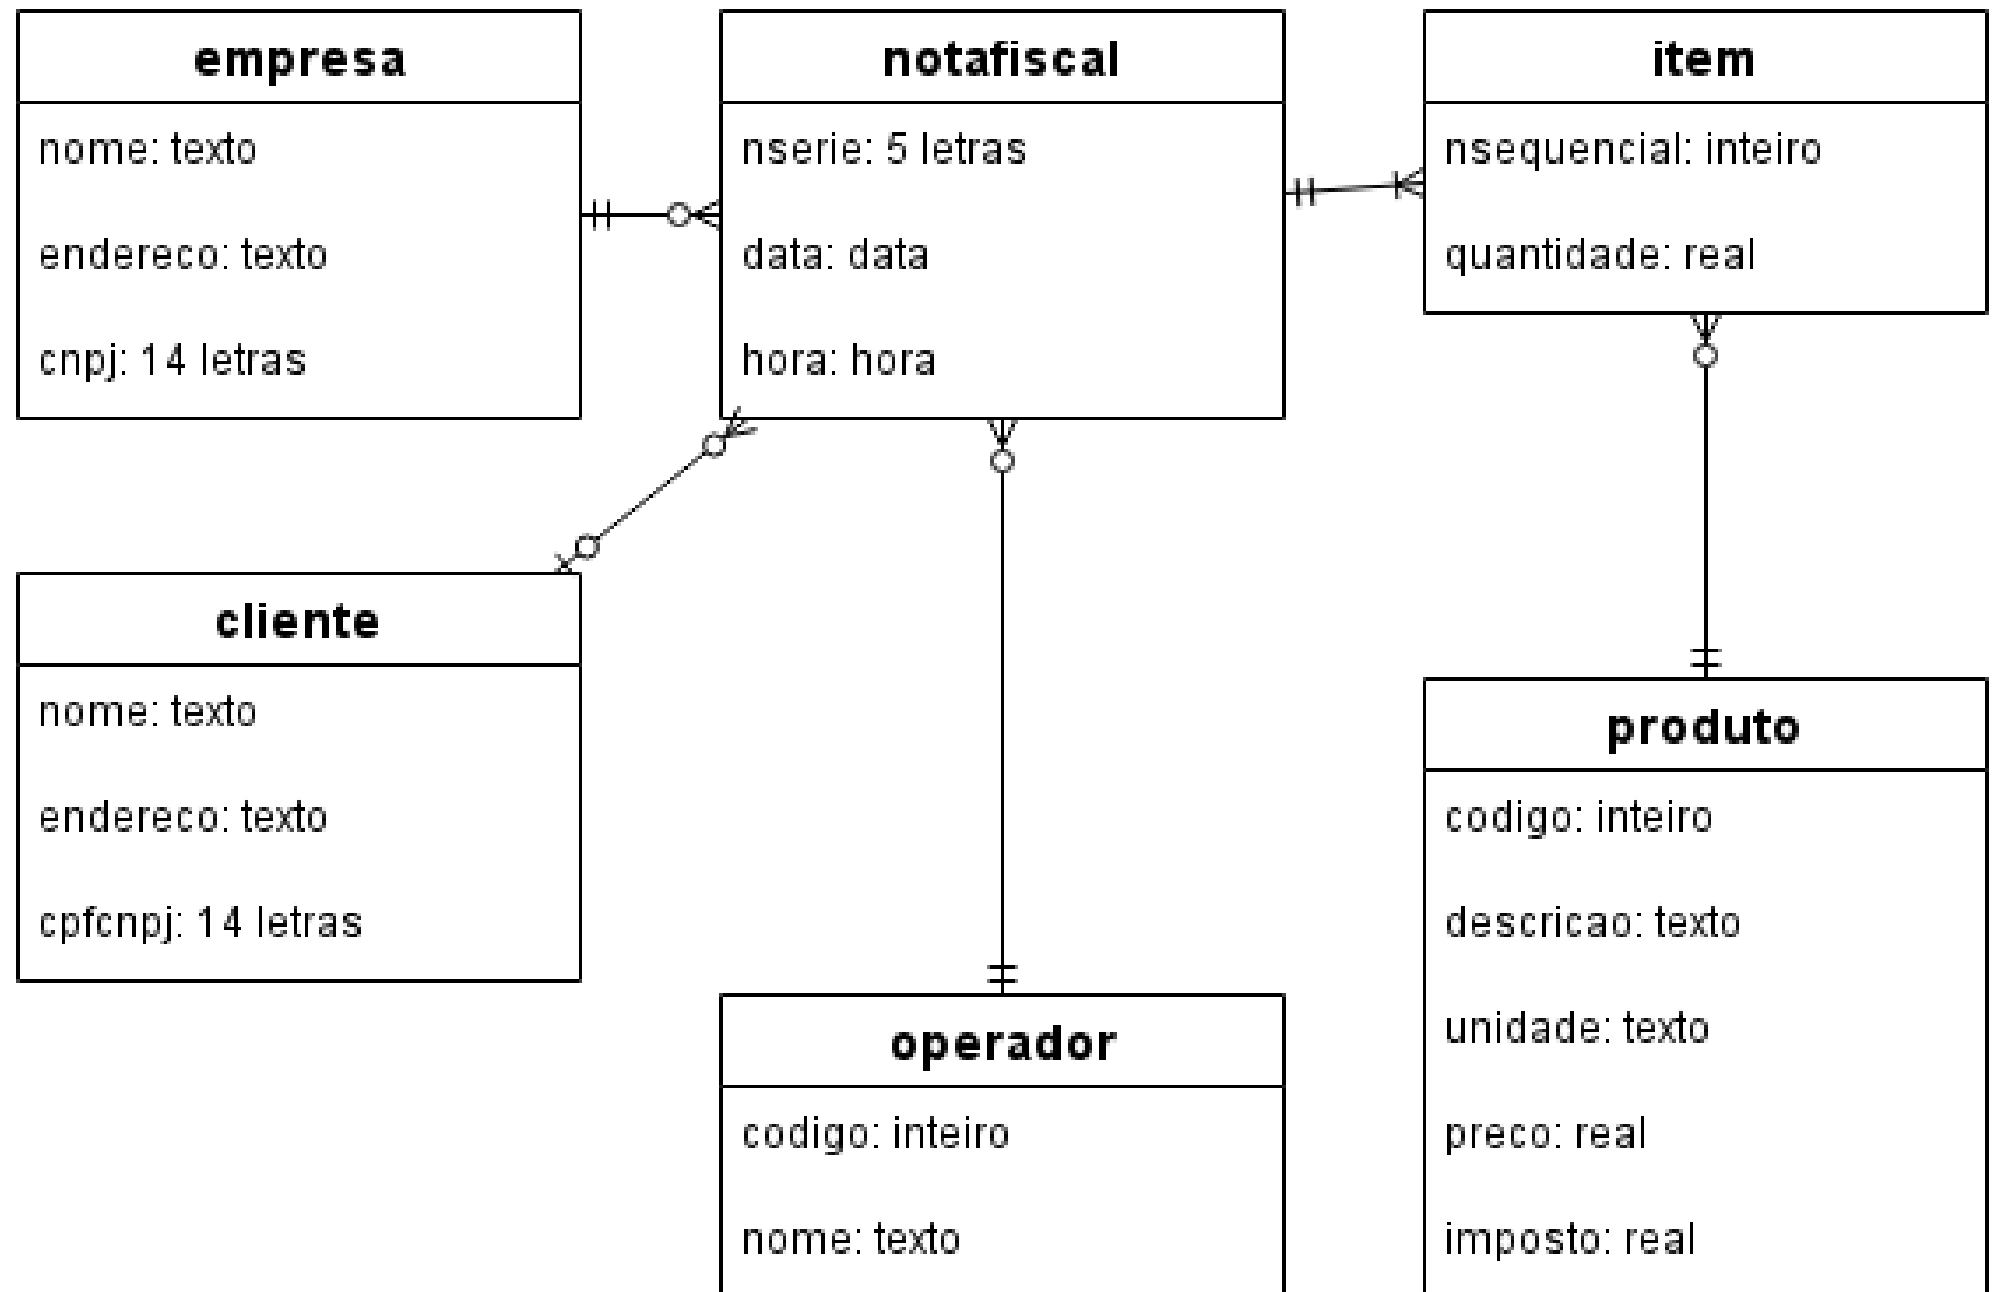 empresa
nome: texto
endereco: texto
cnpj: 14 letras
notafiscal
nserie: 5 letras
data: data
hora: hora
item
nsequencial: inteiro
quantidade: real
cliente
nome: texto
endereco: texto
cpfcnpj: 14 letras
operador
codigo: inteiro
nome: texto
produto
codigo: inteiro
descricao: texto
unidade: texto
preco: real
imposto: real